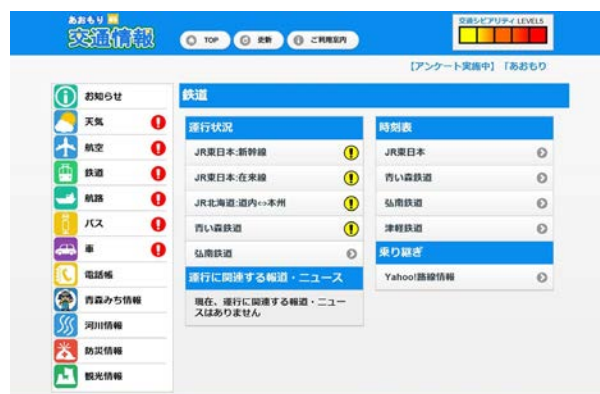 あおもり
交通情報
TOP
更新
ご利用案内
交通シビアリティ LEVEL5
【アンケート実施中】「あおもり
お知らせ
天気
航空
鉄道
航路
バス
車
電話帳
青森みち情報
河川情報
防災情報
観光情報
鉄道
運行状況
JR東日本:新幹線
JR東日本:在来線
JR北海道:道内⇔本州
青い森鉄道
弘南鉄道
運行に関連する報道・ニュース
現在、運行に関連する報道・ニュー
スはありません
時刻表
JR東日本
青い森鉄道
弘南鉄道
津軽鉄道
乗り継ぎ
Yahoo!路線情報